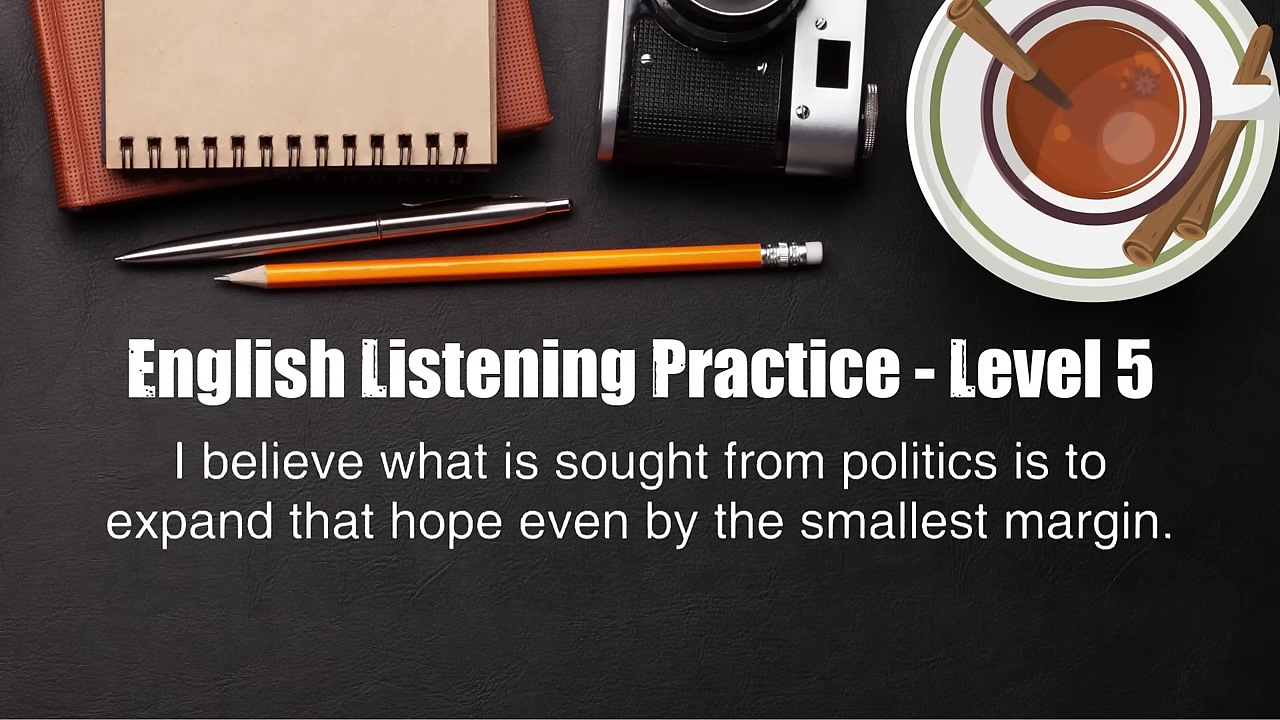 English Listening Practice - Level 5
I believe what is sought from politics is to
expand that hope even by the smallest margin.